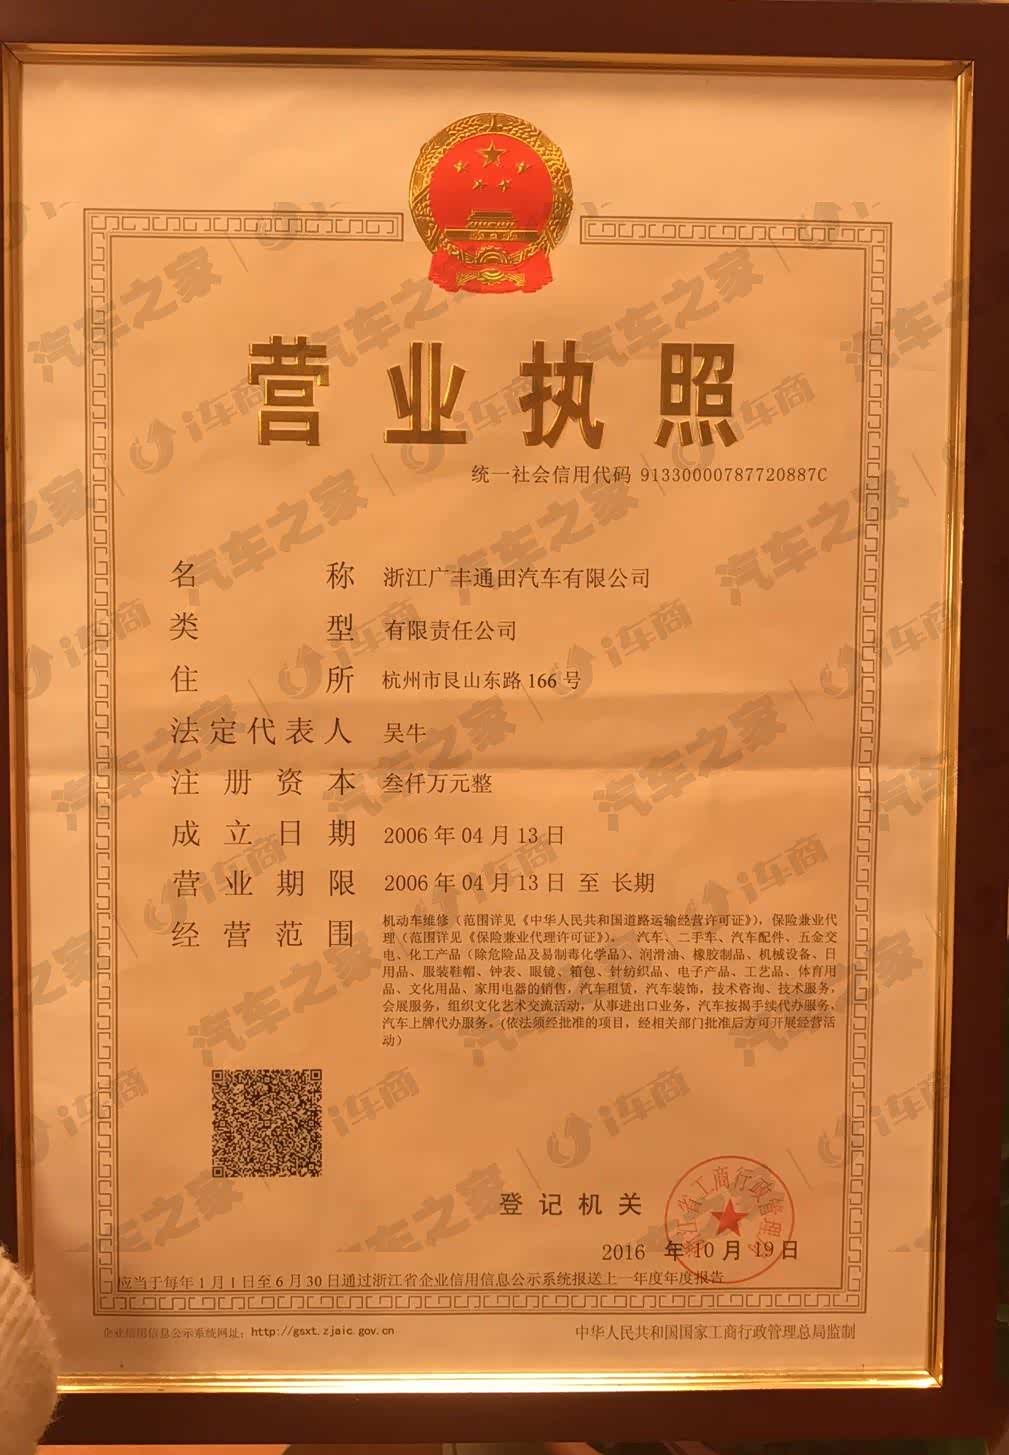 营业执照
统一社会信用代码 91330000787720887C
名称 浙江广丰通田汽车有限公司
类型 有限责任公司
住所 杭州市艮山东路166号
法定代表人 吴牛
注册资本 叁仟万元整
成立日期 2006年04月13日
营业期限 2006年04月13日 至 长期
经营范围 机动车维修（范围详见《中华人民共和国道路运输经营许可证》），保险兼业代
理（范围详见《保险兼业代理许可证》）， 汽车、二手车、汽车配件、五金交
电、化工产品（除危险品及易制毒化学品）、润滑油、橡胶制品、机械设备、日
用品、服装鞋帽、钟表、眼镜、箱包、针纺织品、电子产品、工艺品、体育用
品、文化用品、家用电器的销售，汽车租赁，汽车装饰，技术咨询、技术服务，
会展服务，组织文化艺术交流活动，从事进出口业务，汽车按揭手续代办服务，
汽车上牌代办服务。（依法须经批准的项目，经相关部门批准后方可开展经营活
动）
登记机关
浙江省工商行政管理局
2016 年 10 月 19 日
应当于每年1月1日至6月30日通过浙江省企业信用信息公示系统报送上一年度年度报告
企业信用信息公示系统网址：http://gsxt.zjaic.gov.cn
中华人民共和国国家工商行政管理总局监制
汽车之家
i车商